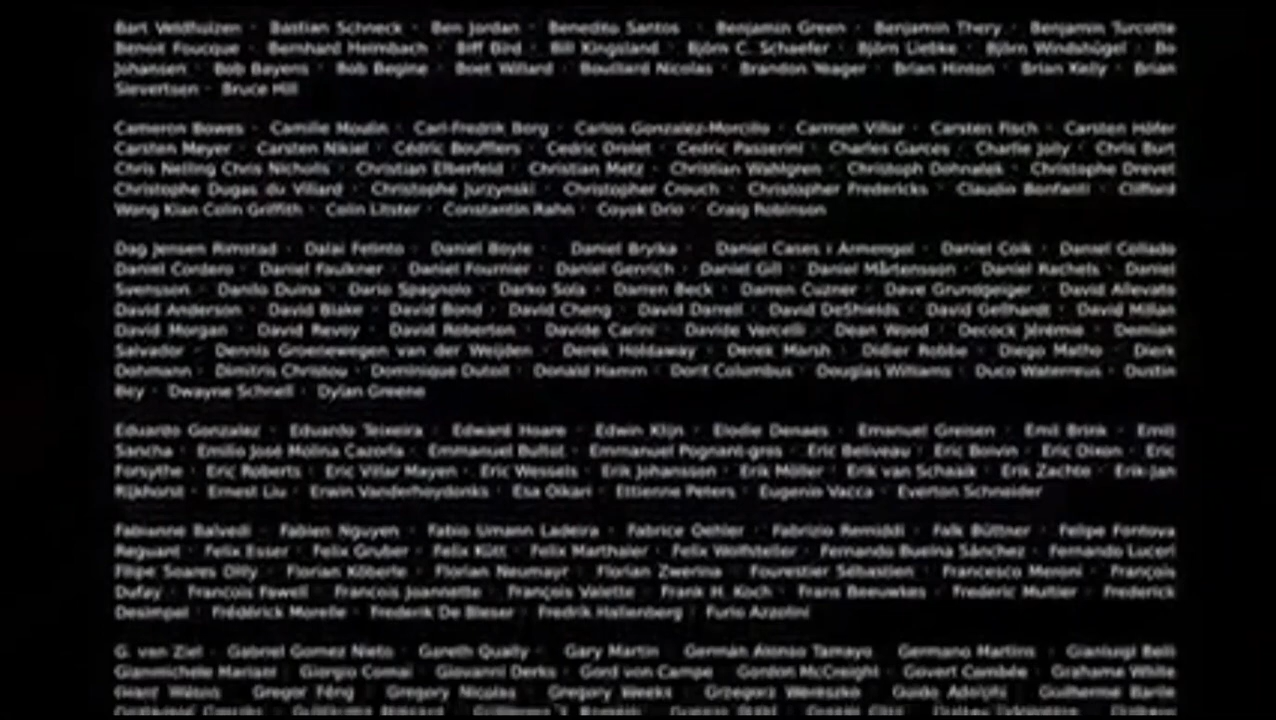 Bart Veldhuizen · Bastian Schneck · Ben Jordan · Benedito Santos · Benjamin Green · Benjamin Thery · Benjamin Turcotte
Benoit Foucque · Bernhard Heimbach · Biff Bird · Bill Kingsland · Björn C. Schaefer · Björn Liebke · Björn Windshügel · Bo
Johansen · Bob Bayens · Bob Begine · Boet Willard · Bouillard Nicolas · Brandon Yeager · Brian Hinton · Brian Kelly · Brian
Sievertsen · Bruce Hill
Cameron Bowes · Camille Moulin · Carl-Fredrik Borg · Carlos Gonzalez-Morcillo · Carmen Villar · Carsten Fisch · Carsten Höfer
Carsten Meyer · Carsten Nikiel · Cédric Boufflers · Cedric Driolet · Cedric Passerini · Charles Garces · Charlie Jolly · Chris Burt
Chris Nelling Chris Nicholls · Christian Elberfeld · Christian Metz · Christian Wahlgren · Christoph Dohnalek · Christophe Drevet
Christophe Dugas du Villard · Christophe Jurzynski · Christopher Crouch · Christopher Fredericks · Claudio Bonfanti · Clifford
Wang Kian Colin Griffith · Colin Litster · Constantin Rahn · Coyok Drio · Craig Robinson
Dag Jensen Rimstad · Dalai Felinto · Daniel Boyle · Daniel Bryika · Daniel Cases i Armengol · Daniel Coik · Daniel Collado
Daniel Cordero · Daniel Faulkner · Daniel Fournier · Daniel Genrich · Daniel Gill · Daniel Mårtensson · Daniel Rachels · Daniel
Svensson · Danilo Duina · Dario Spagnolo · Darko Sola · Darren Beck · Darren Cuzner · Dave Grundgeiger · David Allevato
David Anderson · David Blake · David Bond · David Cheng · David Darrell · David DeShields · David Gellhardt · David Millan
David Morgan · David Revoy · David Roberton · Davide Carini · Davide Vercelli · Dean Wood · Decock Jérémie · Demian
Salvador · Dennis Groenewegen van der Weijden · Derek Holdaway · Derek Marsh · Didier Robbe · Diego Matho · Dierk
Dohmann · Dimitris Christou · Dominique Dutoit · Donald Hamm · Dorit Columbus · Douglas Williams · Duco Waterreus · Dustin
Bey · Dwayne Schnell · Dylan Greene
Eduardo Gonzalez · Eduardo Teixeira · Edward Hoare · Edwin Klijn · Elodie Denaes · Emanuel Greisen · Emil Brink · Emili
Sancha · Emilio José Molina Cazorla · Emmanuel Bultot · Emmanuel Pognant-gros · Eric Beliveau · Eric Boivin · Eric Dixon · Eric
Forsythe · Eric Roberts · Eric Villar Mayen · Eric Wessels · Erik Johansson · Erik Möller · Erik van Schaaik · Erik Zachte · Erik-Jan
Rijkhorst · Ernest Liu · Erwin Vanderhoydonks · Esa Oikari · Ettienne Peters · Eugenio Vacca · Everton Schneider
Fabianne Balvedi · Fabien Nguyen · Fabio Umann Ladeira · Fabrice Oehler · Fabrizio Remiddi · Falk Büttner · Felipe Fontova
Reguant · Felix Esser · Felix Gruber · Felix Kütt · Felix Marthaler · Felix Wolfsteller · Fernando Bueina Sánchez · Fernando Luceri
Filipe Soares Dilly · Florian Köberle · Florian Neumayr · Florian Zwerina · Fourestier Sébastien · Francesco Meroni · François
Dufay · Francois Fawell · Francois Joannette · François Valette · Frank H. Koch · Frans Beeuwkes · Frederic Muttier · Frederick
Desimpel · Frédérick Morelle · Frederik De Bleser · Fredrik Hallenberg · Furio Arzolini
G. van Ziel · Gabriel Gomez Nieto · Gareth Qually · Gary Martin · Germán Alonso Tamayo · Germano Martins · Gianluigi Belli
Gianmichele Mariani · Giorgio Comai · Giovanni Derks · Gord von Campe · Gordon McCreight · Govert Combée · Grahame White
Grant Wilson · Gregor Féng · Gregory Nicolas · Gregory Weeks · Grzegorz Wereszko · Guido Adolphi · Guilherme Barile